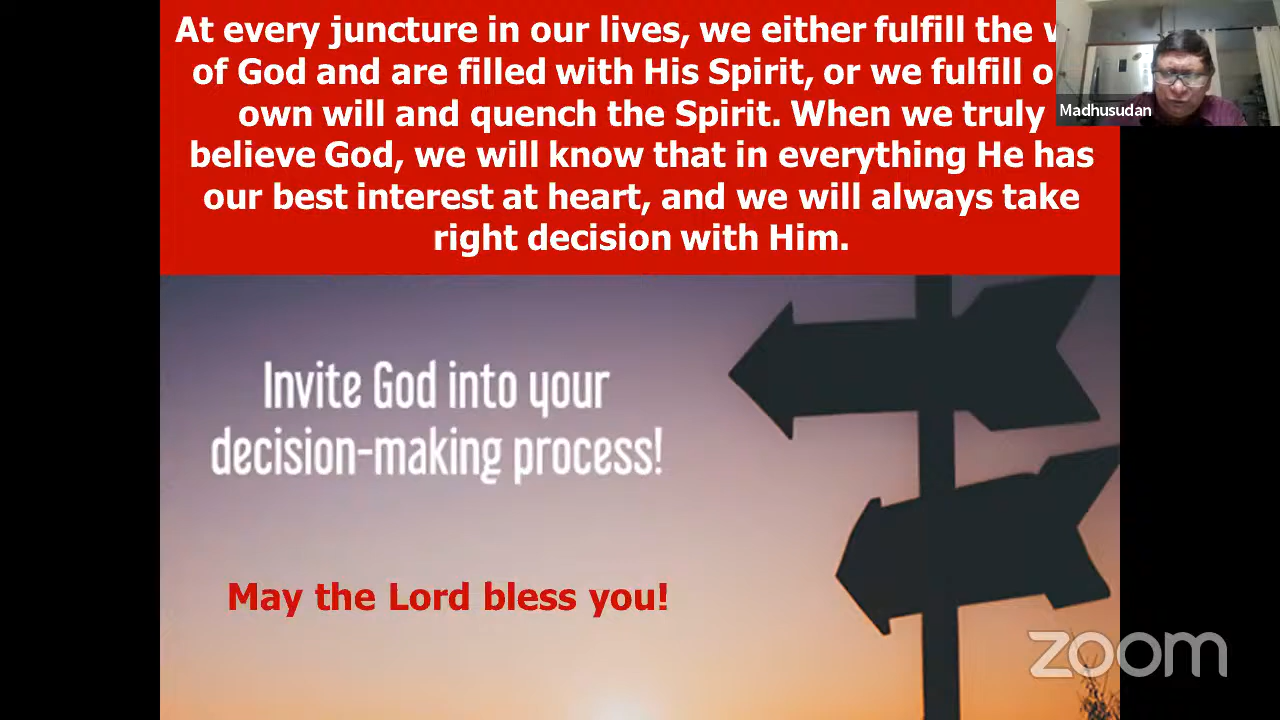 At every juncture in our lives, we either fulfill the
of God and are filled with His Spirit, or we fulfill
own will and quench the Spirit. When we truly
believe God, we will know that in everything He has
our best interest at heart, and we will always take
right decision with Him.
Madhusudan
Invite God into your
decision-making process!
May the Lord bless you!
zoom